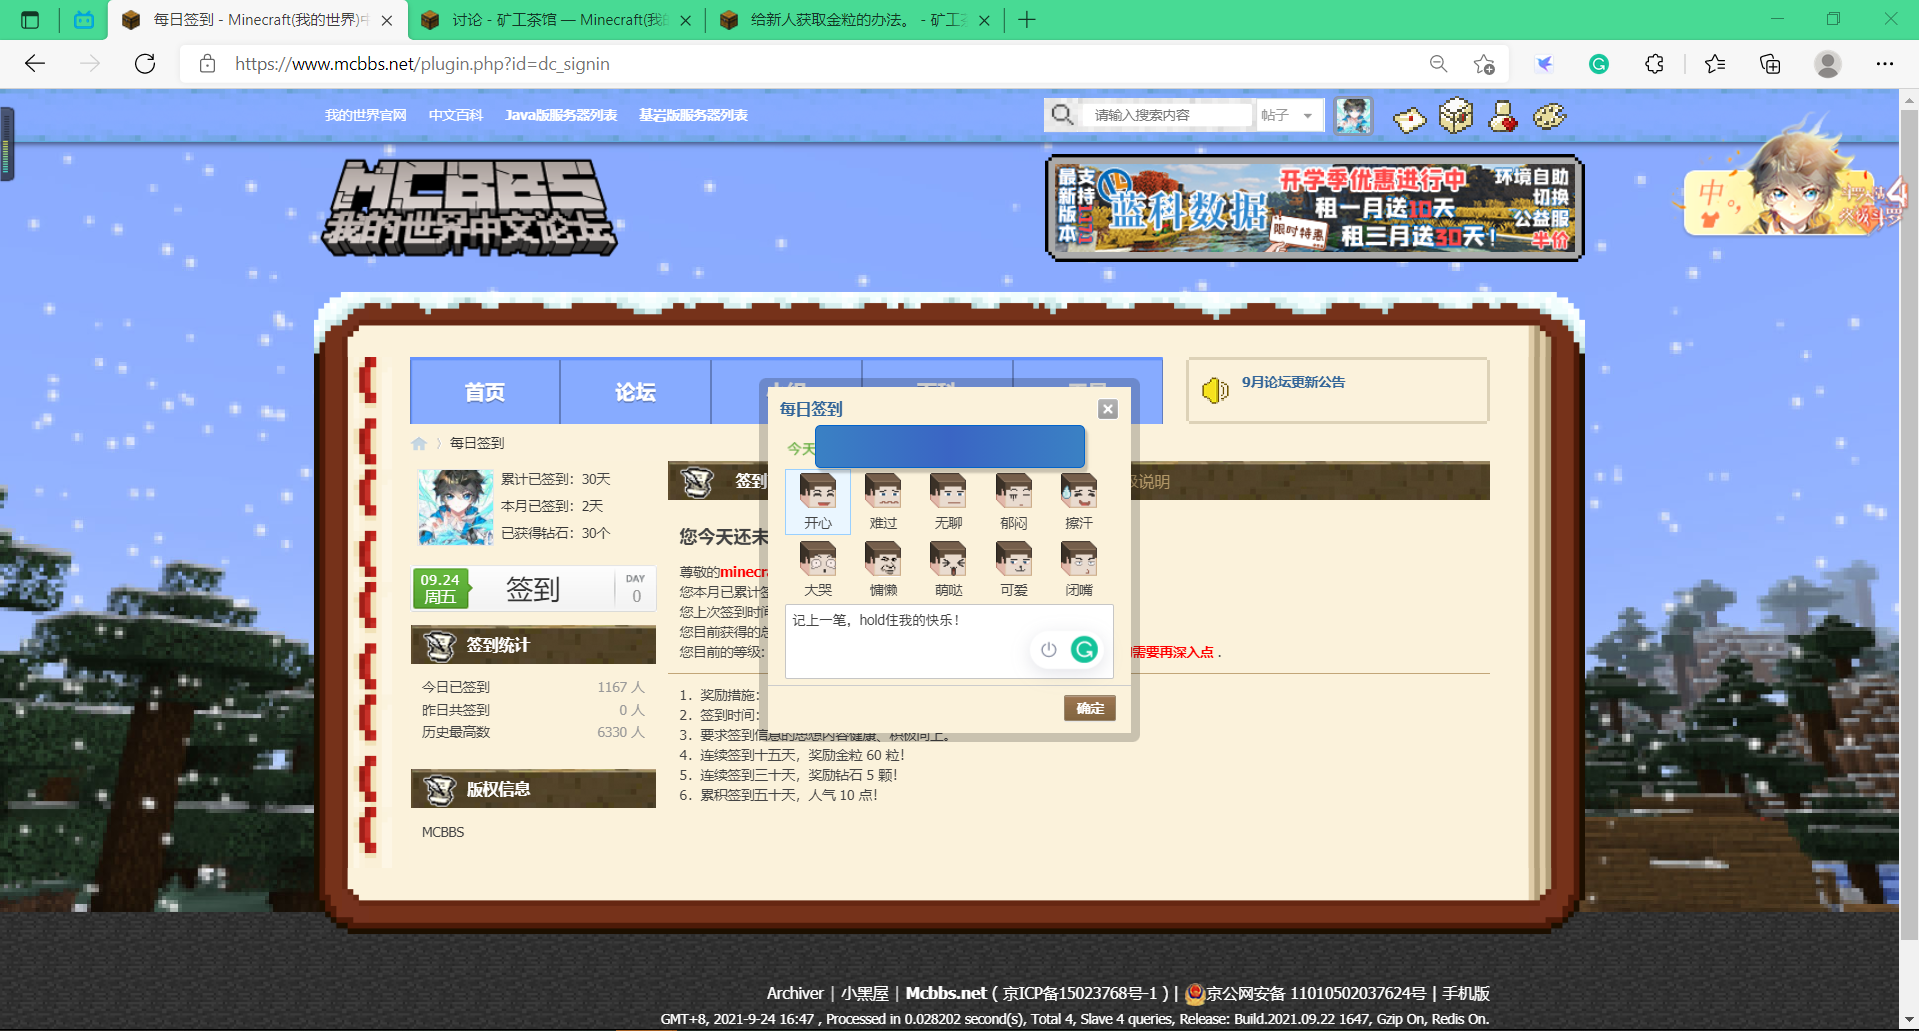 每日签到 - Minecraft(我的世界)中
讨论 - 矿工茶馆 — Minecraft(我的
给新人获取金粒的办法。 - 矿工茶
https://www.mcbbs.net/plugin.php?id=dc_signin
我的世界官网 中文百科 Java版服务器列表 基岩版服务器列表
请输入搜索内容 帖子
MCBBS
我的世界中文论坛
最新版本
支持1.17.1
蓝科数据
开学季优惠进行中
租一月送10天
限时特惠
租三月送30天!
环境自助
切换
公益服
半价
中。
首页 论坛
9月论坛更新公告
每日签到
累计已签到：30天
本月已签到：2天
已获得钻石：30个
09.24
周五
签到
DAY
0
签到统计
今日已签到 1167 人
昨日共签到 0 人
历史最高数 6330 人
版权信息
MCBBS
签到
级说明
您今天还未
尊敬的minecra
您本月已累计签
您上次签到时间
您目前获得的总
您目前的等级:
需要再深入点 .
1. 奖励措施:
2. 签到时间:
3. 要求签到信息的思想内容健康、积极向上。
4. 连续签到十五天，奖励金粒 60 粒!
5. 连续签到三十天，奖励钻石 5 颗!
6. 累积签到五十天，人气 10 点!
每日签到
今天
开心 难过 无聊 郁闷 擦汗
大哭 慵懒 萌哒 可爱 闭嘴
记上一笔，hold住我的快乐!
确定
Archiver | 小黑屋 | Mcbbs.net ( 京ICP备15023768号-1 ) | 京公网安备 11010502037624号 | 手机版
GMT+8, 2021-9-24 16:47 , Processed in 0.028202 second(s), Total 4, Slave 4 queries, Release: Build.2021.09.22 1647, Gzip On, Redis On.